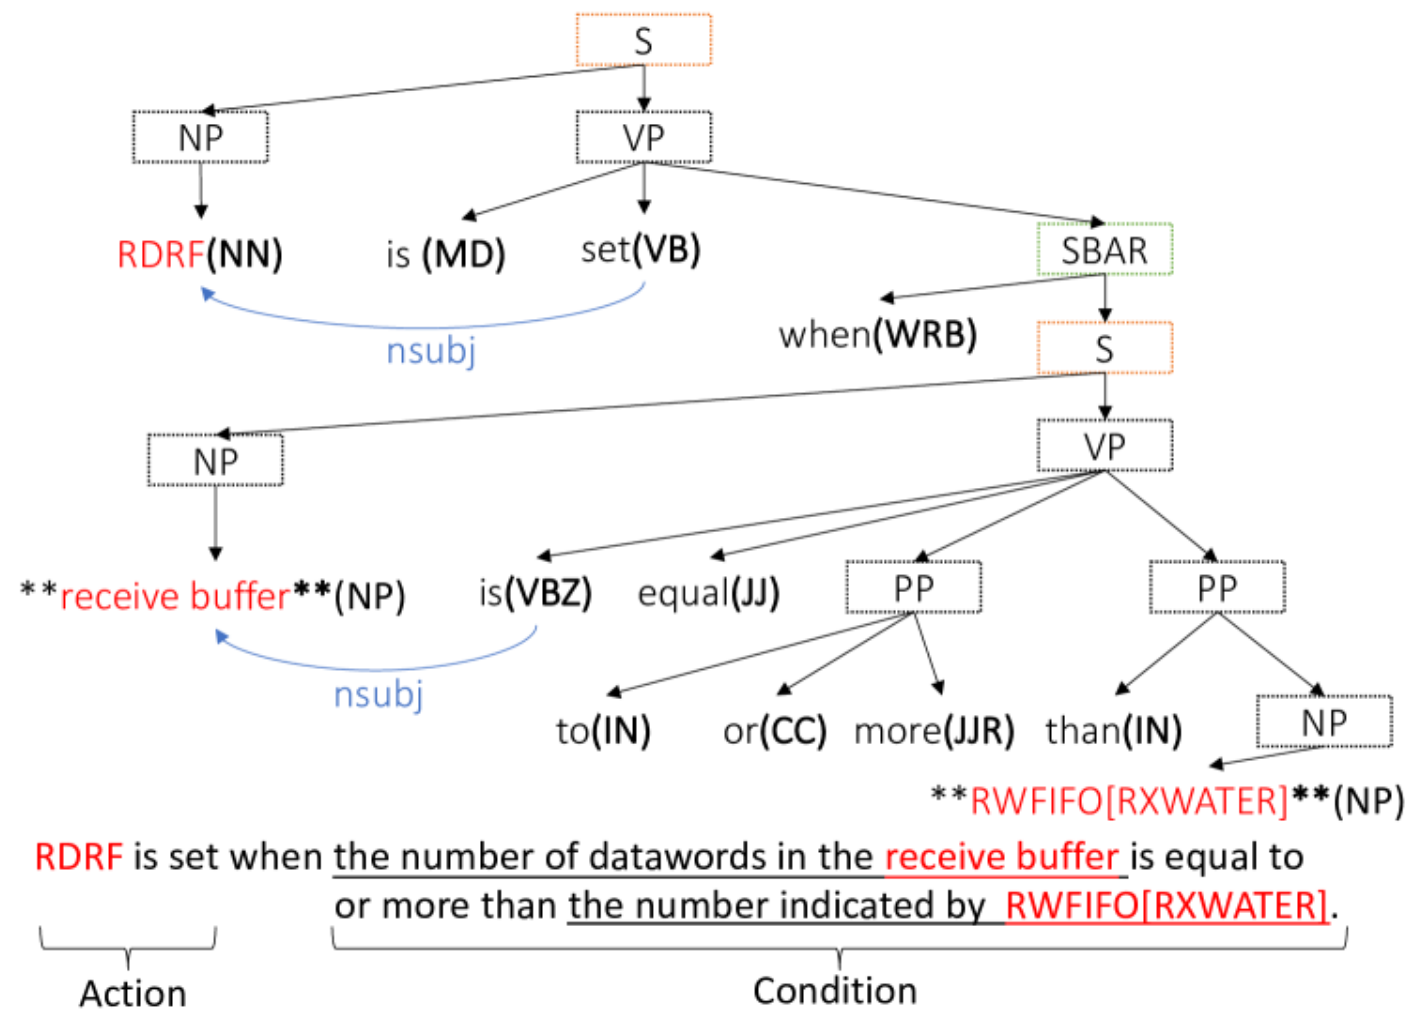 S
NP
VP
RDRF(NN)
is (MD)
set(VB)
SBAR
nsubj
when(WRB)
S
NP
VP
**receive buffer**(NP)
is(VBZ)
equal(JJ)
PP
PP
nsubj
to(IN)
or(CC)
more(JJR)
than(IN)
NP
**RWFIFO[RXWATER]**(NP)
RDRF is set when the number of datawords in the receive buffer is equal to
or more than the number indicated by RWFIFO[RXWATER].
Action
Condition